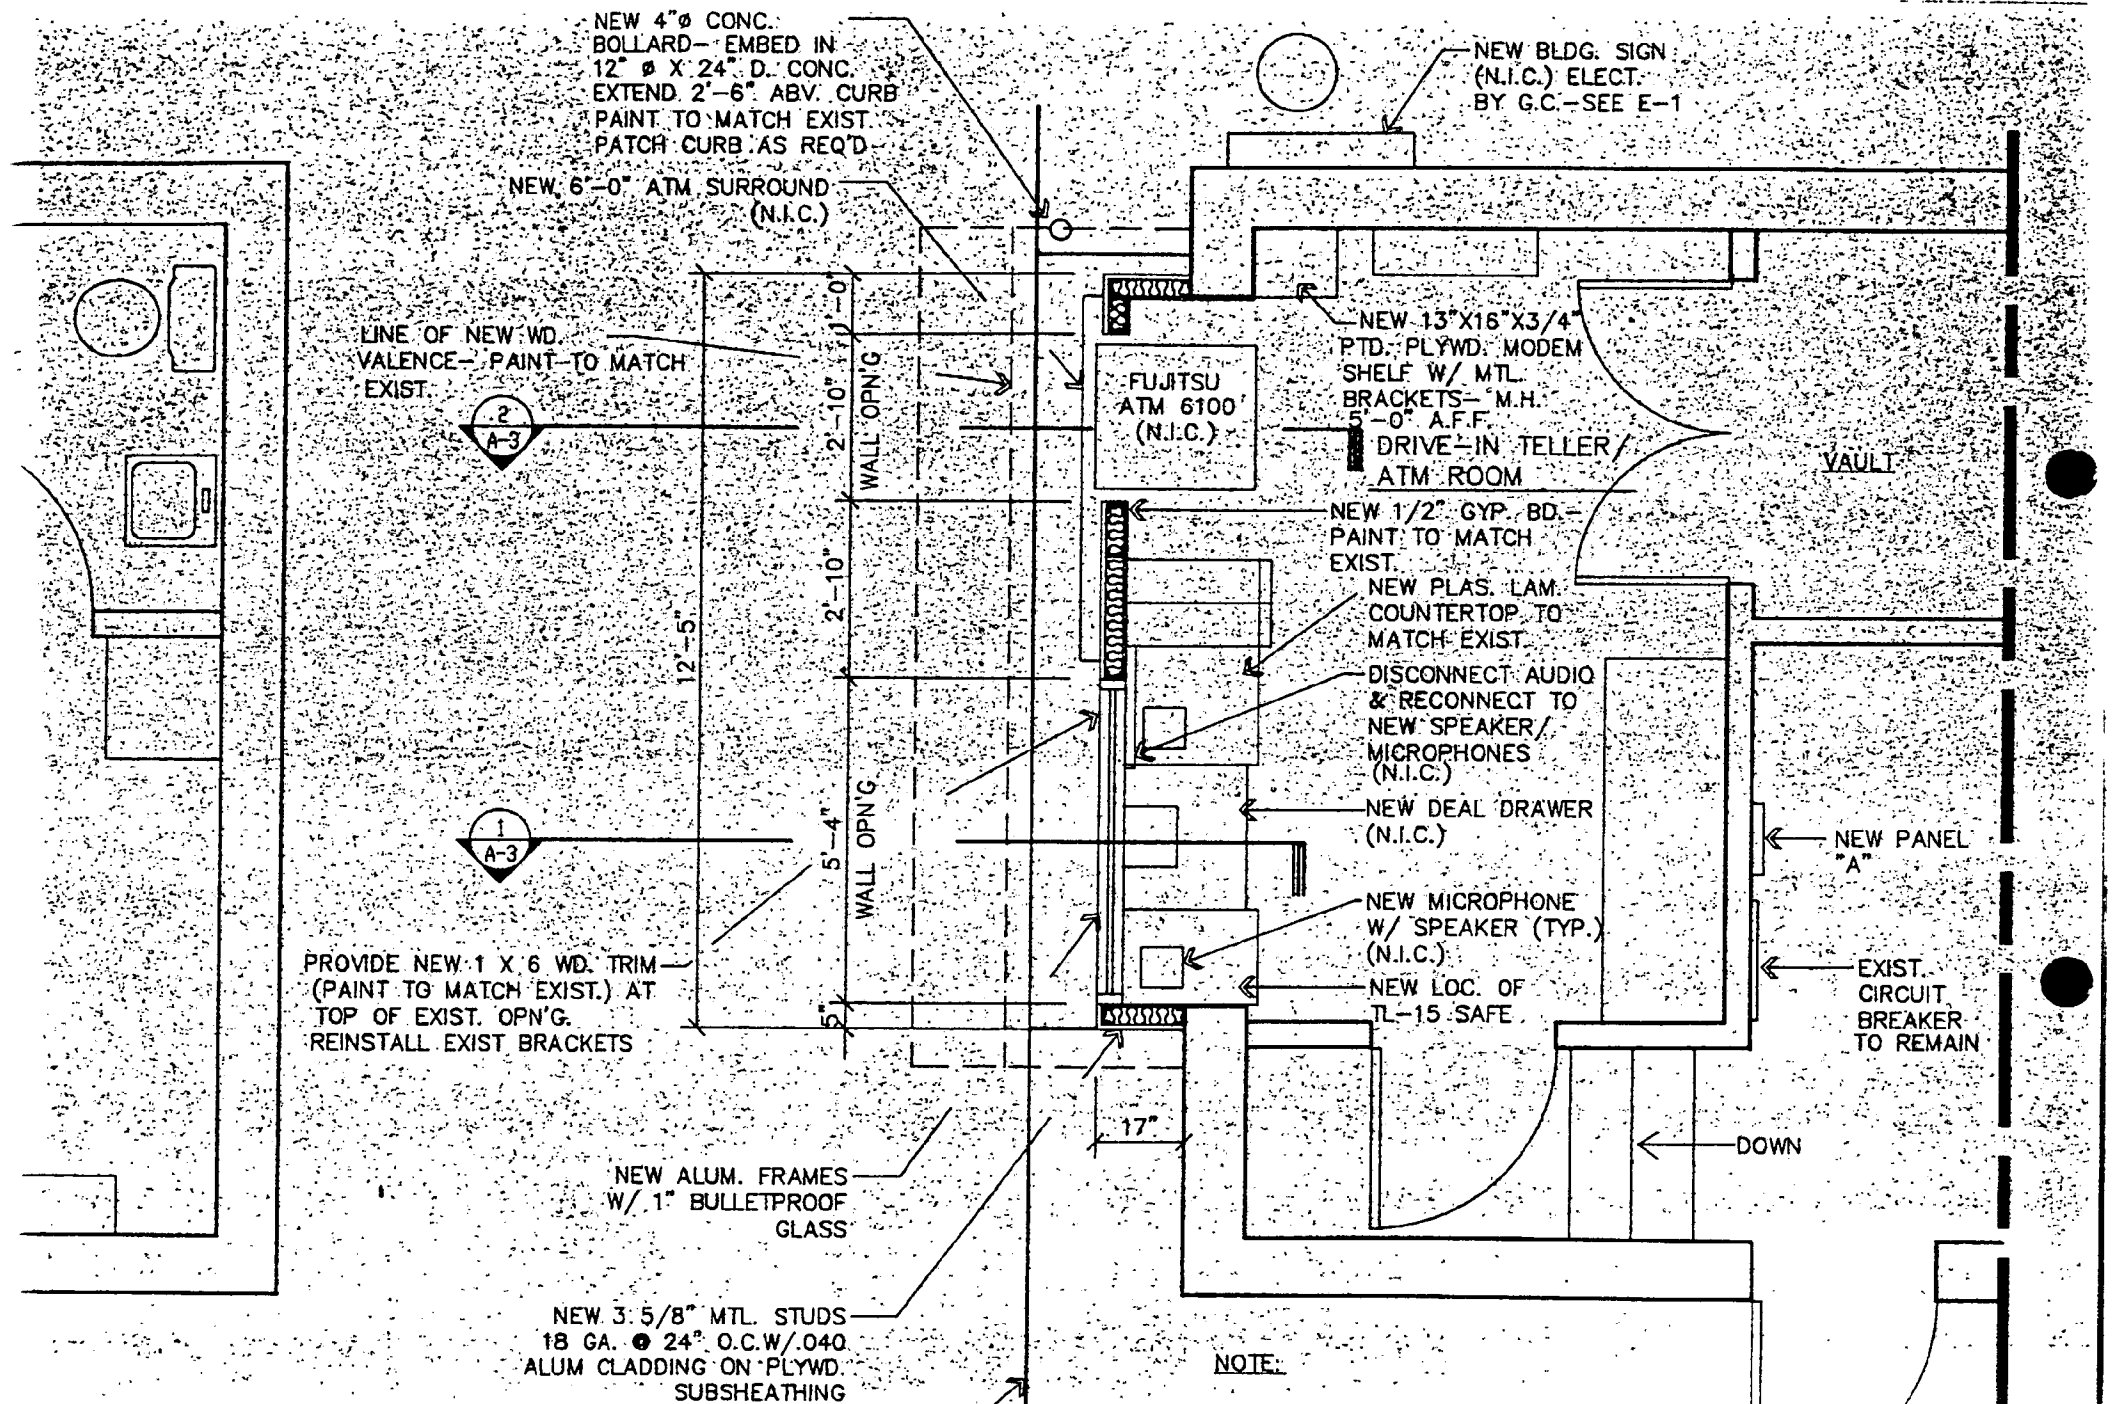 NEW 4"ø CONC.
BOLLARD- EMBED IN
12" ø X 24" D. CONC.
EXTEND 2'-6" ABV. CURB
PAINT TO MATCH EXIST.
PATCH CURB AS REQ'D
NEW BLDG. SIGN
(N.I.C.) ELECT.
BY G.C.-SEE E-1
NEW 6'-0" ATM SURROUND
(N.I.C.)
LINE OF NEW WD.
VALENCE- PAINT TO MATCH
EXIST.
2
A-3
1'-0"
2'-10"
WALL OPN'G
2'-10"
12'-5"
5'-4"
WALL OPN'G
5"
FUJITSU
ATM 6100
(N.I.C.)
NEW 13"X16"X3/4"
PTD. PLYWD. MODEM
SHELF W/ MTL.
BRACKETS- M.H.
5'-0" A.F.F.
DRIVE-IN TELLER/
ATM ROOM
VAULT
NEW 1/2" GYP. BD.-
PAINT TO MATCH
EXIST.
NEW PLAS. LAM.
COUNTERTOP TO
MATCH EXIST.
DISCONNECT AUDIO
& RECONNECT TO
NEW SPEAKER/
MICROPHONES
(N.I.C.)
NEW DEAL DRAWER
(N.I.C.)
1
A-3
NEW PANEL
"A"
NEW MICROPHONE
W/ SPEAKER (TYP.)
(N.I.C.)
PROVIDE NEW 1 X 6 WD. TRIM
(PAINT TO MATCH EXIST.) AT
TOP OF EXIST. OPN'G.
REINSTALL EXIST BRACKETS
NEW LOC. OF
TL-15 SAFE
EXIST.
CIRCUIT
BREAKER
TO REMAIN
17"
DOWN
NEW ALUM. FRAMES
W/ 1" BULLETPROOF
GLASS
NEW 3 5/8" MTL. STUDS
18 GA. @ 24" O.C.W/.040
ALUM CLADDING ON PLYWD.
SUBSHEATHING
NOTE: